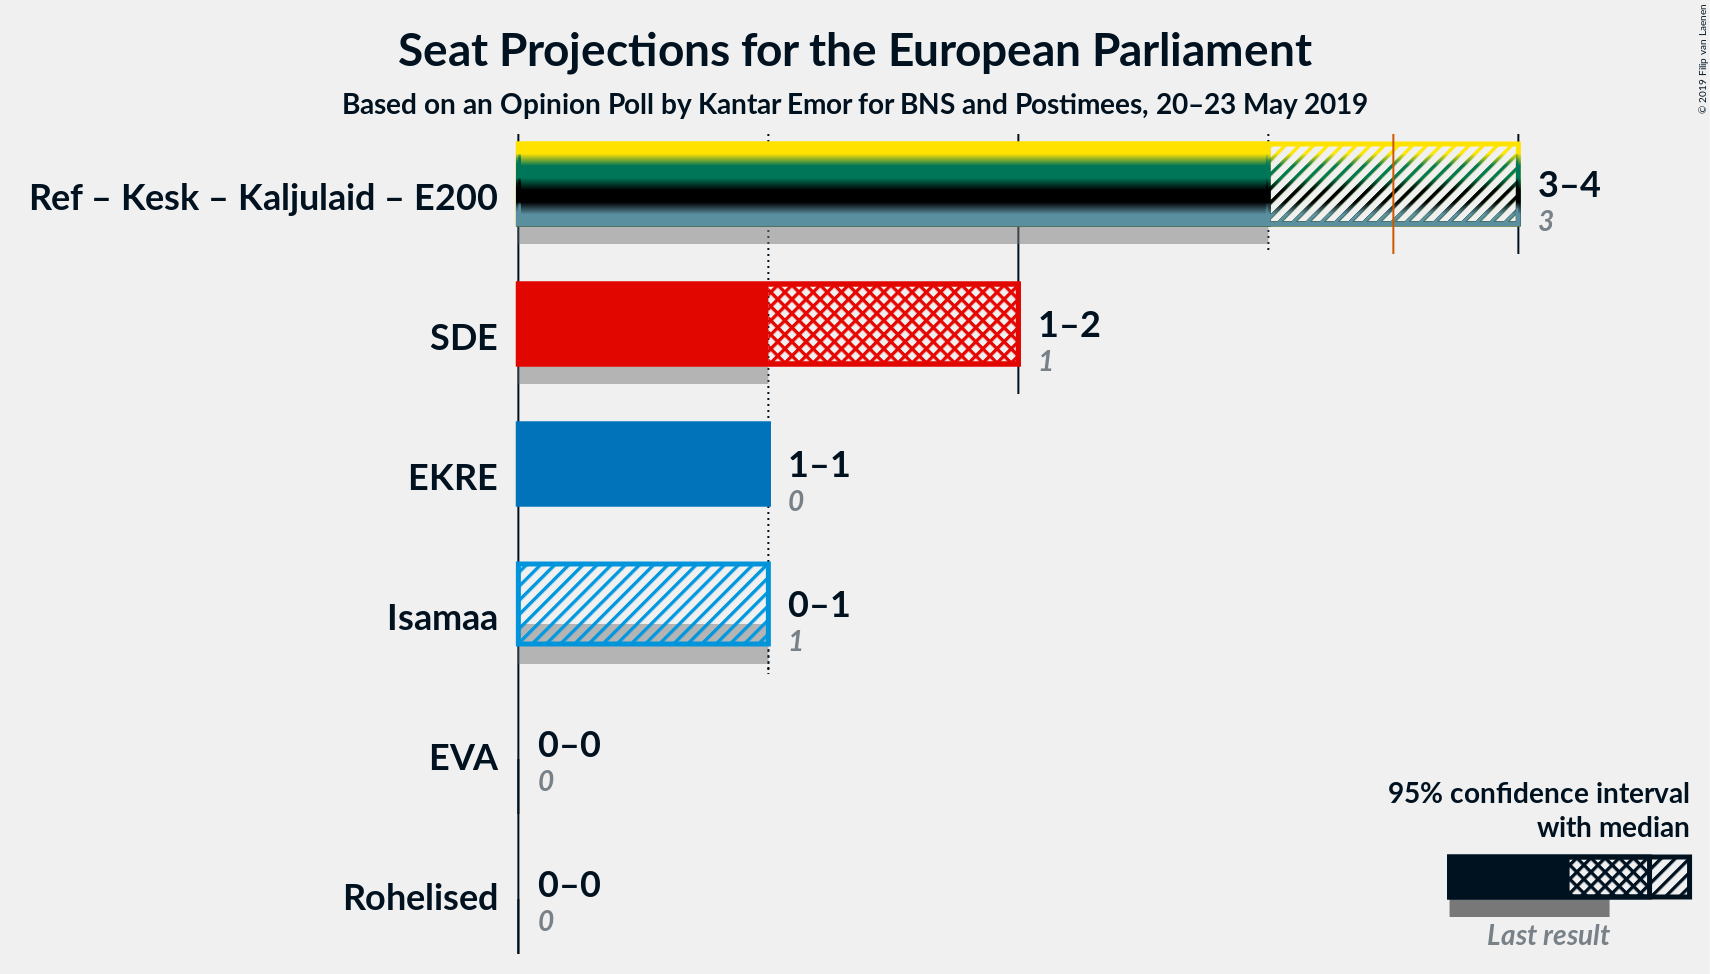 Seat Projections for the European Parliament
Based on an Opinion Poll by Kantar Emor for BNS and Postimees, 20–23 May 2019
© 2019 Filip van Laenen
Ref – Kesk – Kaljulaid – E200
3–4
3
SDE
1–2
1
EKRE
1–1
0
Isamaa
0–1
1
EVA
0–0
0
Rohelised
0–0
0
95% confidence interval
with median
Last result